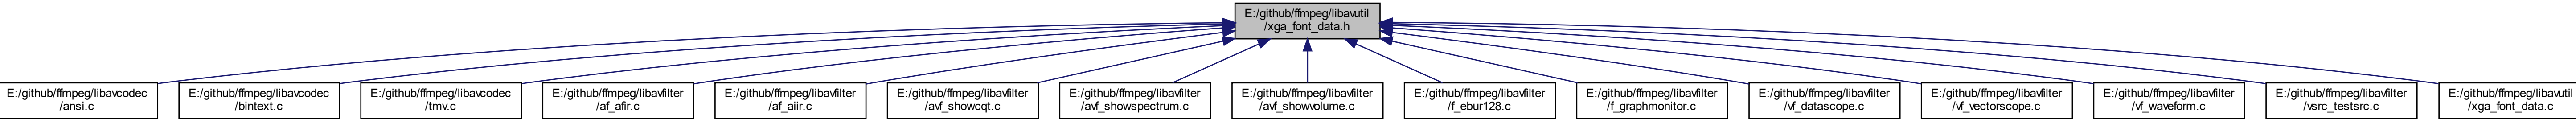 E:/github/ffmpeg/libavutil
/xga_font_data.h
E:/github/ffmpeg/libavcodec
/ansi.c
E:/github/ffmpeg/libavcodec
/bintext.c
E:/github/ffmpeg/libavcodec
/tmv.c
E:/github/ffmpeg/libavfilter
/af_afir.c
E:/github/ffmpeg/libavfilter
/af_aiir.c
E:/github/ffmpeg/libavfilter
/avf_showcqt.c
E:/github/ffmpeg/libavfilter
/avf_showspectrum.c
E:/github/ffmpeg/libavfilter
/avf_showvolume.c
E:/github/ffmpeg/libavfilter
/f_ebur128.c
E:/github/ffmpeg/libavfilter
/f_graphmonitor.c
E:/github/ffmpeg/libavfilter
/vf_datascope.c
E:/github/ffmpeg/libavfilter
/vf_vectorscope.c
E:/github/ffmpeg/libavfilter
/vf_waveform.c
E:/github/ffmpeg/libavfilter
/vsrc_testsrc.c
E:/github/ffmpeg/libavutil
/xga_font_data.c